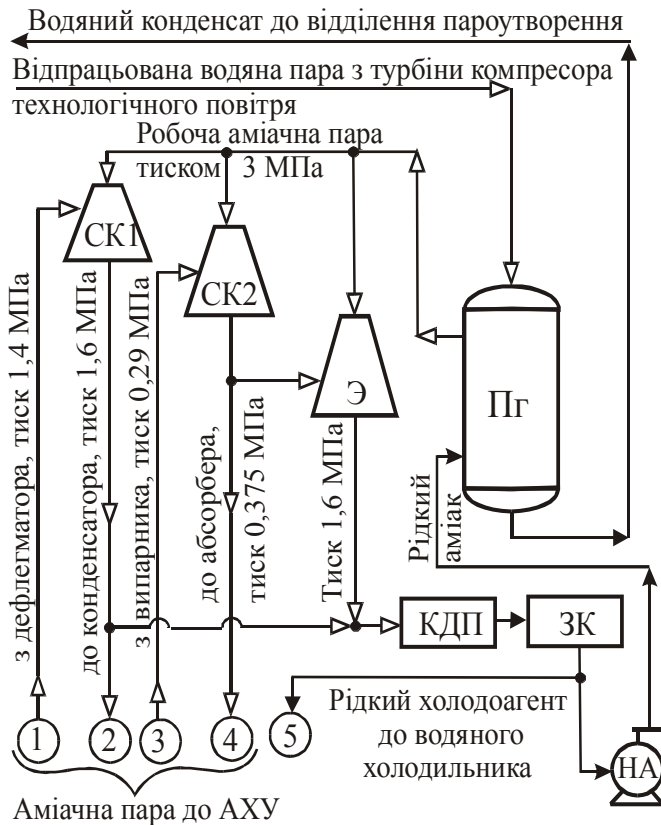 Водяний конденсат до відділення пароутворення
Відпрацьована водяна пара з турбіни компресора
технологічного повітря
Робоча аміачна пара
тиском 3 МПа
СК1
СК2
Э
Пг
з дефлегматора, тиск 1,4 МПа
до конденсатора, тиск 1,6 МПа
з випарника, тиск 0,29 МПа
до абсорбера,
тиск 0,375 МПа
Тиск 1,6 МПа
Рідкий
аміак
КДП
ЗК
1
2
3
4
5
Рідкий холодоагент
до водяного
холодильника
НА
Аміачна пара до АХУ